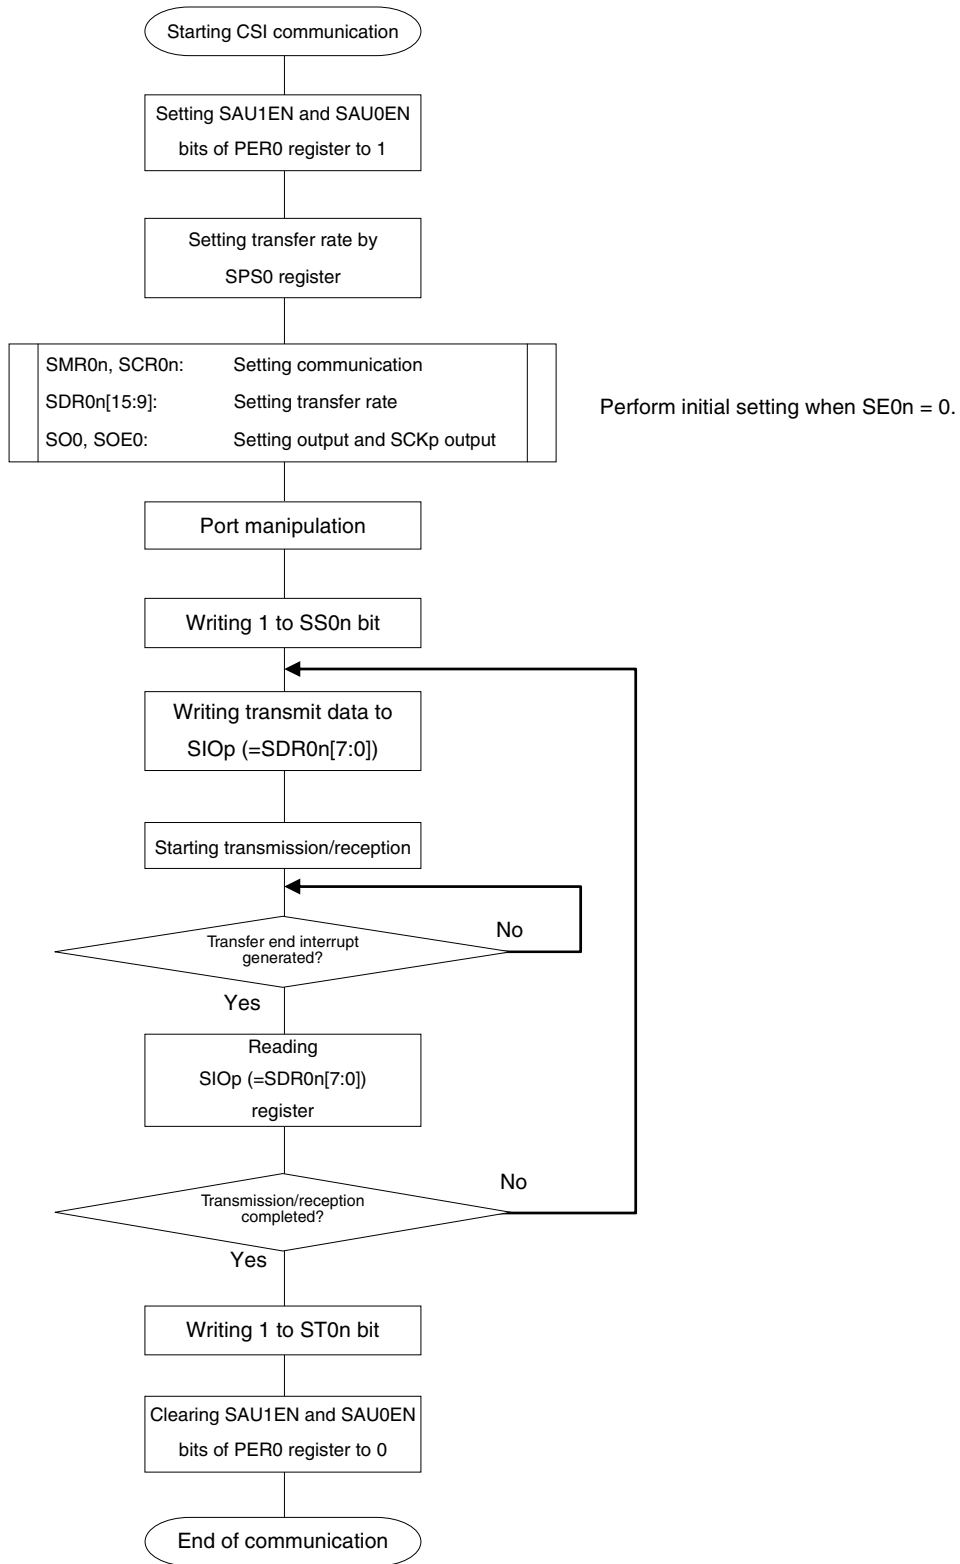 Starting CSI communication
Setting SAU1EN and SAU0EN
bits of PER0 register to 1
Setting transfer rate by
SPS0 register
SMR0n, SCR0n: Setting communication
SDR0n[15:9]: Setting transfer rate
SO0, SOE0: Setting output and SCKp output
Perform initial setting when SE0n = 0.
Port manipulation
Writing 1 to SS0n bit
Writing transmit data to
SIOp (=SDR0n[7:0])
Starting transmission/reception
Transfer end interrupt
generated?
No
Yes
Reading
SIOp (=SDR0n[7:0])
register
Transmission/reception
completed?
No
Yes
Writing 1 to ST0n bit
Clearing SAU1EN and SAU0EN
bits of PER0 register to 0
End of communication